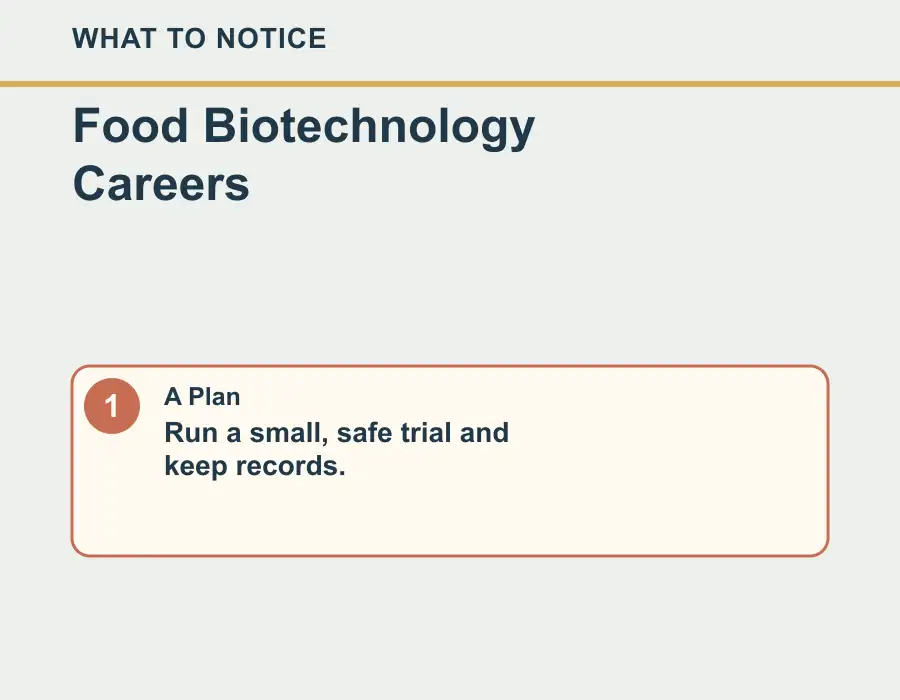 WHAT TO NOTICE
Food Biotechnology
Careers
1
A Plan
Run a small, safe trial and
keep records.